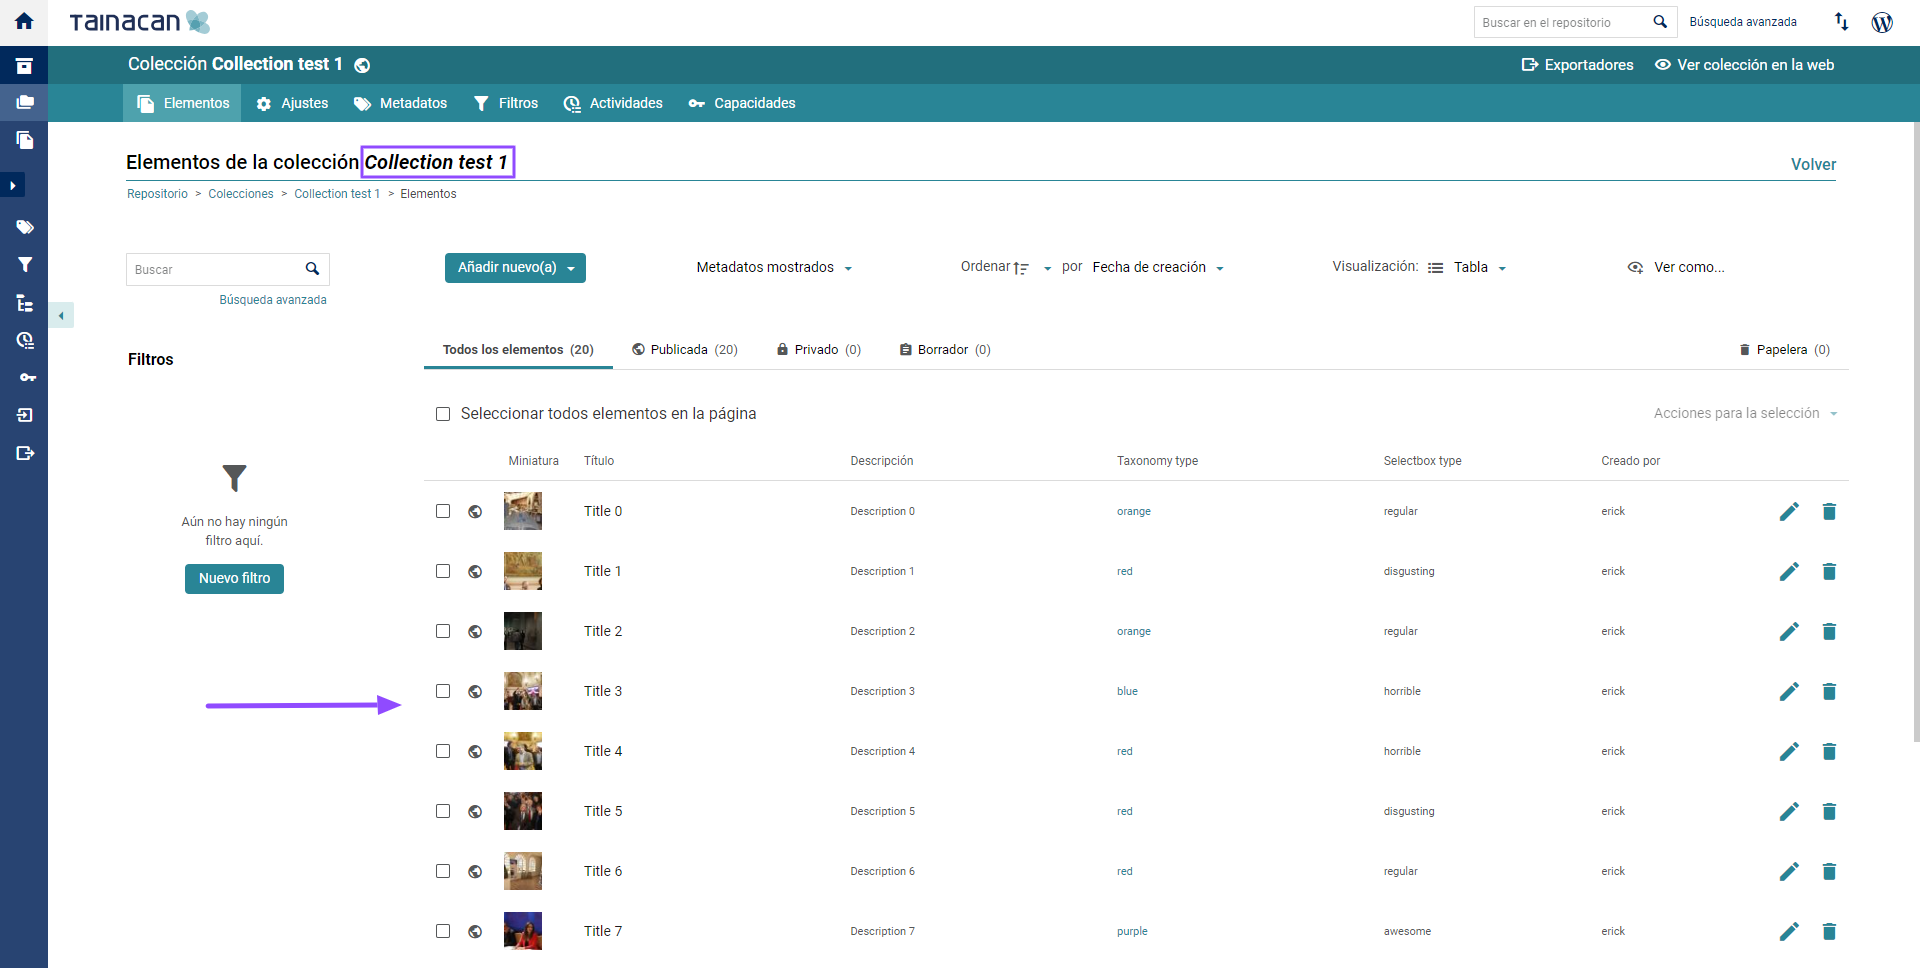 TAINACAN
Buscar en el repositorio
Búsqueda avanzada
Colección Collection test 1
Exportadores
Ver colección en la web
Elementos
Ajustes
Metadatos
Filtros
Actividades
Capacidades
Elementos de la colección Collection test 1
Volver
Repositorio > Colecciones > Collection test 1 > Elementos
Buscar
Búsqueda avanzada
Añadir nuevo(a)
Metadatos mostrados
Ordenar por Fecha de creación
Visualización: Tabla
Ver como...
Filtros
Aún no hay ningún
filtro aquí.
Nuevo filtro
Todos los elementos (20)
Publicada (20)
Privado (0)
Borrador (0)
Papelera (0)
Seleccionar todos elementos en la página
Acciones para la selección
Miniatura Título Descripción Taxonomy type Selectbox type Creado por
Title 0 Description 0 orange regular erick
Title 1 Description 1 red disgusting erick
Title 2 Description 2 orange regular erick
Title 3 Description 3 blue horrible erick
Title 4 Description 4 red horrible erick
Title 5 Description 5 red disgusting erick
Title 6 Description 6 red regular erick
Title 7 Description 7 purple awesome erick